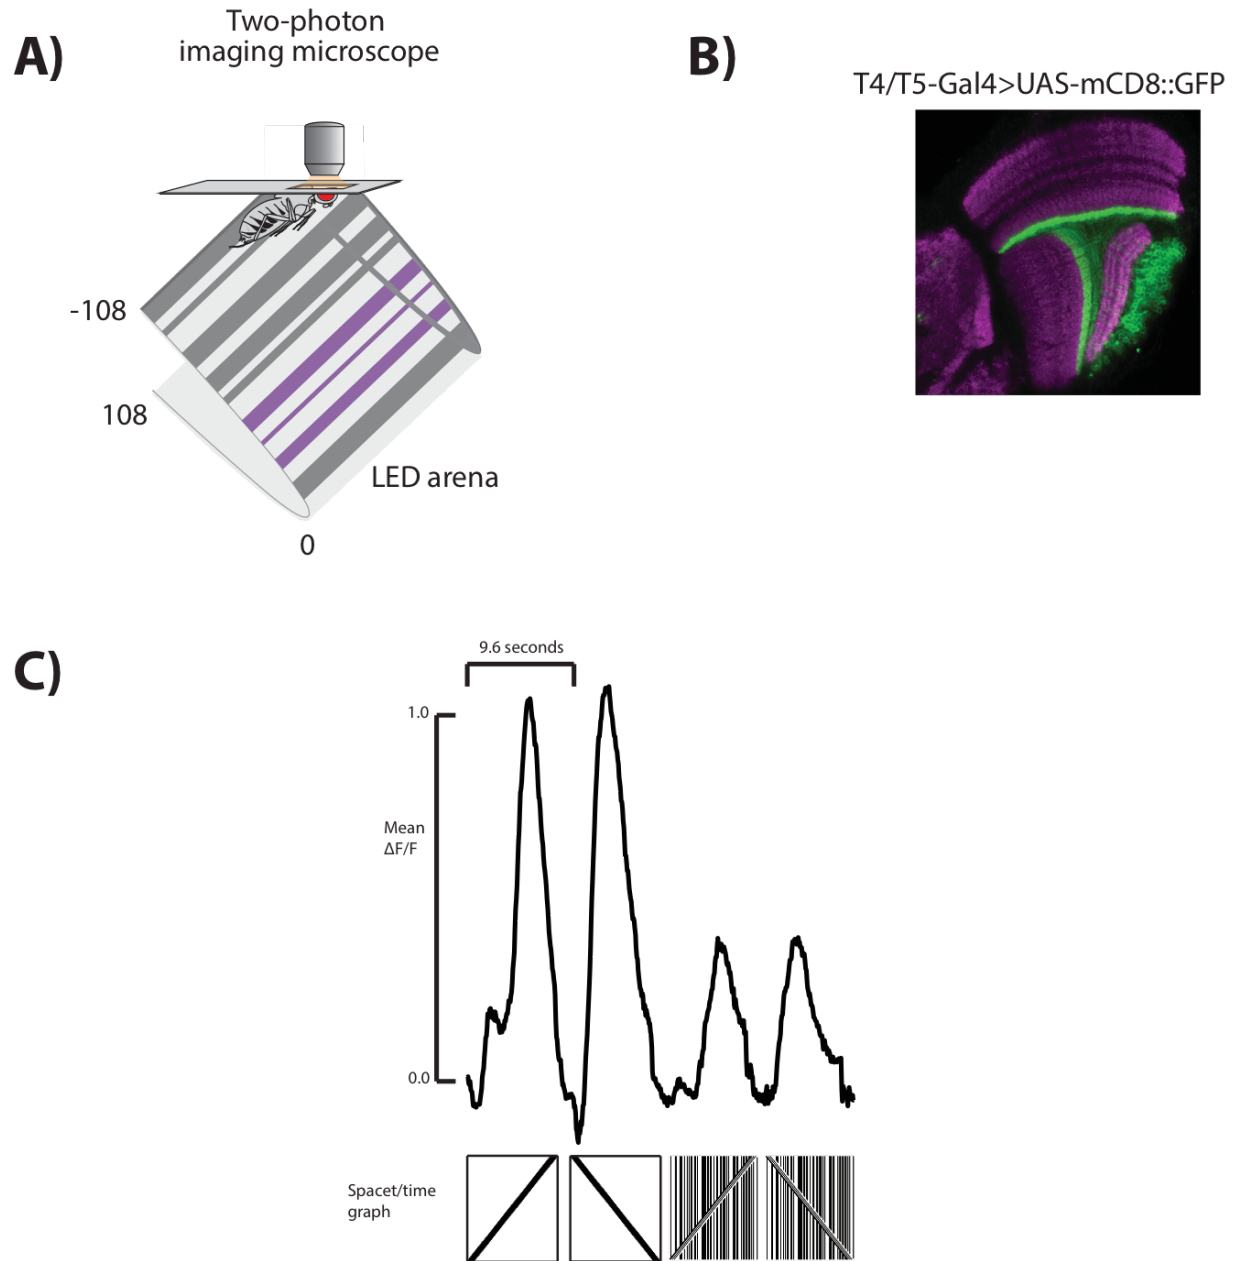 A)
Two-photon
imaging microscope
-108
108
LED arena
0
B)
T4/T5-Gal4>UAS-mCD8::GFP
C)
9.6 seconds
1.0
Mean
ΔF/F
0.0
Spacet/time
graph